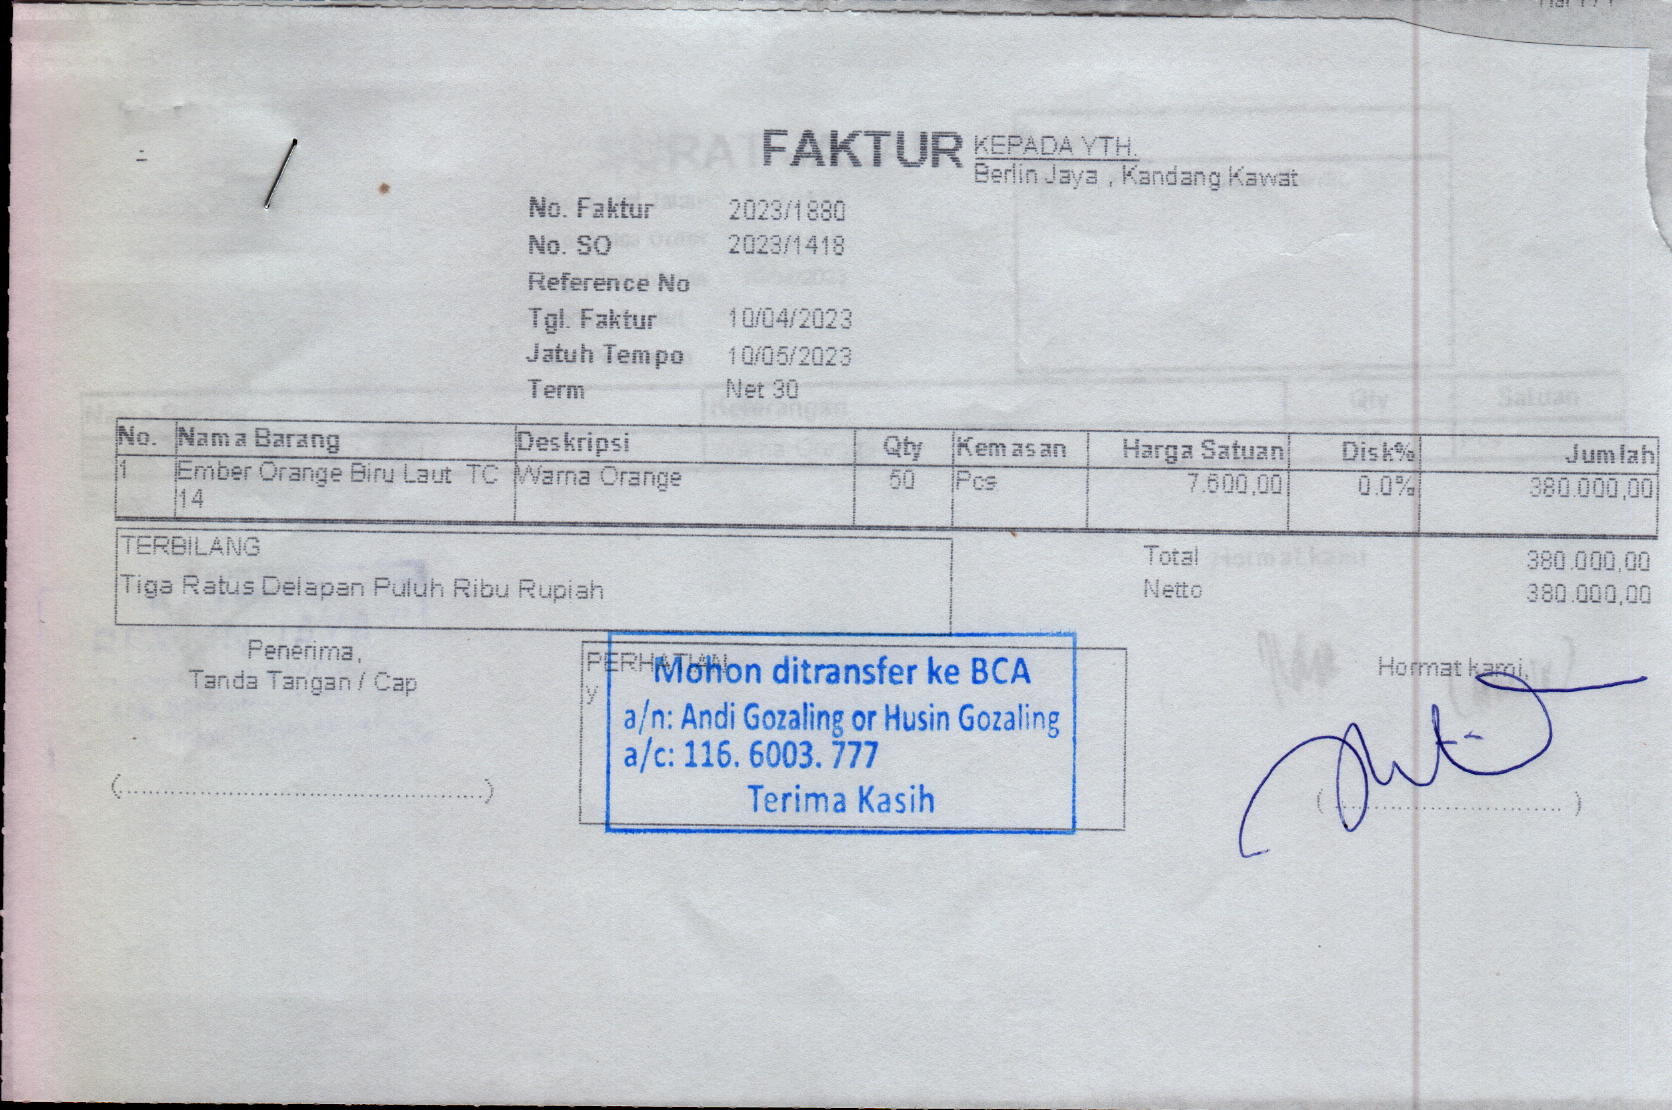 FAKTUR
KEPADA YTH.
Berlin Jaya , Kandang Kawat
No. Faktur 2023/1880
No. SO 2023/1418
Reference No
Tgl. Faktur 10/04/2023
Jatuh Tempo 10/05/2023
Term Net 30
No. Nama Barang Deskripsi Qty Kemasan Harga Satuan Disk% Jumlah
1 Ember Orange Biru Laut TC Warna Orange 50 Pcs 7.600,00 0.0% 380.000,00
14
TERBILANG
Tiga Ratus Delapan Puluh Ribu Rupiah
Total 380.000,00
Netto 380.000,00
Penerima,
Tanda Tangan / Cap
(..........................................)
PERHATIAN
y
Mohon ditransfer ke BCA
a/n: Andi Gozaling or Husin Gozaling
a/c: 116. 6003. 777
Terima Kasih
Hormat kami,
(..............................)